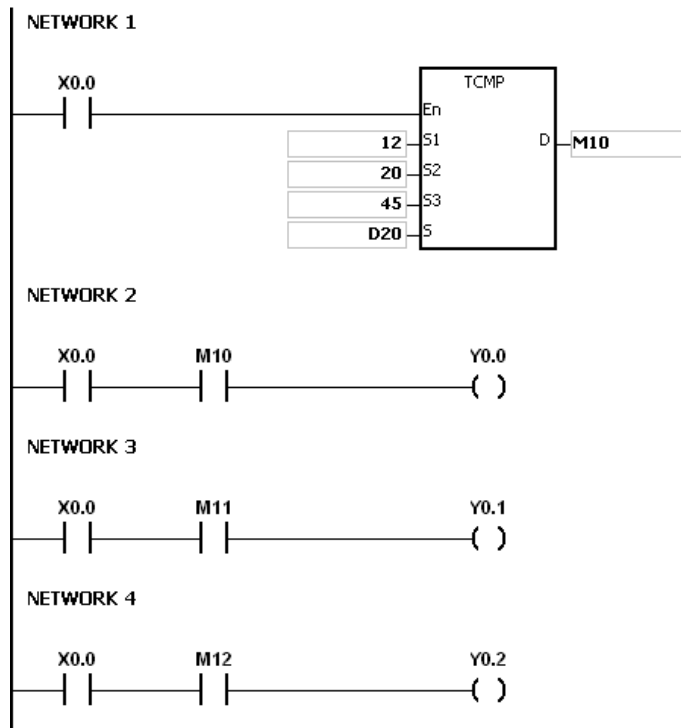 NETWORK 1
X0.0
TCMP
En
12 S1 D M10
20 S2
45 S3
D20 S
NETWORK 2
X0.0 M10 Y0.0
NETWORK 3
X0.0 M11 Y0.1
NETWORK 4
X0.0 M12 Y0.2